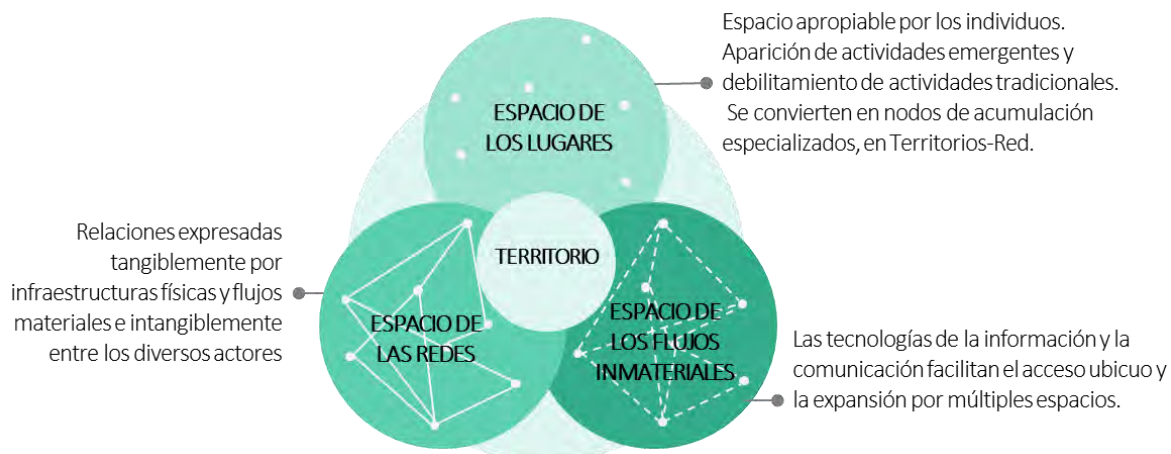 Espacio apropiable por los individuos.
Aparición de actividades emergentes y
debilitamiento de actividades tradicionales.
Se convierten en nodos de acumulación
especializados, en Territorios-Red.
ESPACIO DE
LOS LUGARES
TERRITORIO
Relaciones expresadas
tangiblemente por
infraestructuras físicas y flujos
materiales e intangiblemente
entre los diversos actores
ESPACIO DE
LAS REDES
ESPACIO DE
LOS FLUJOS
INMATERIALES
Las tecnologías de la información y la
comunicación facilitan el acceso ubicuo y
la expansión por múltiples espacios.